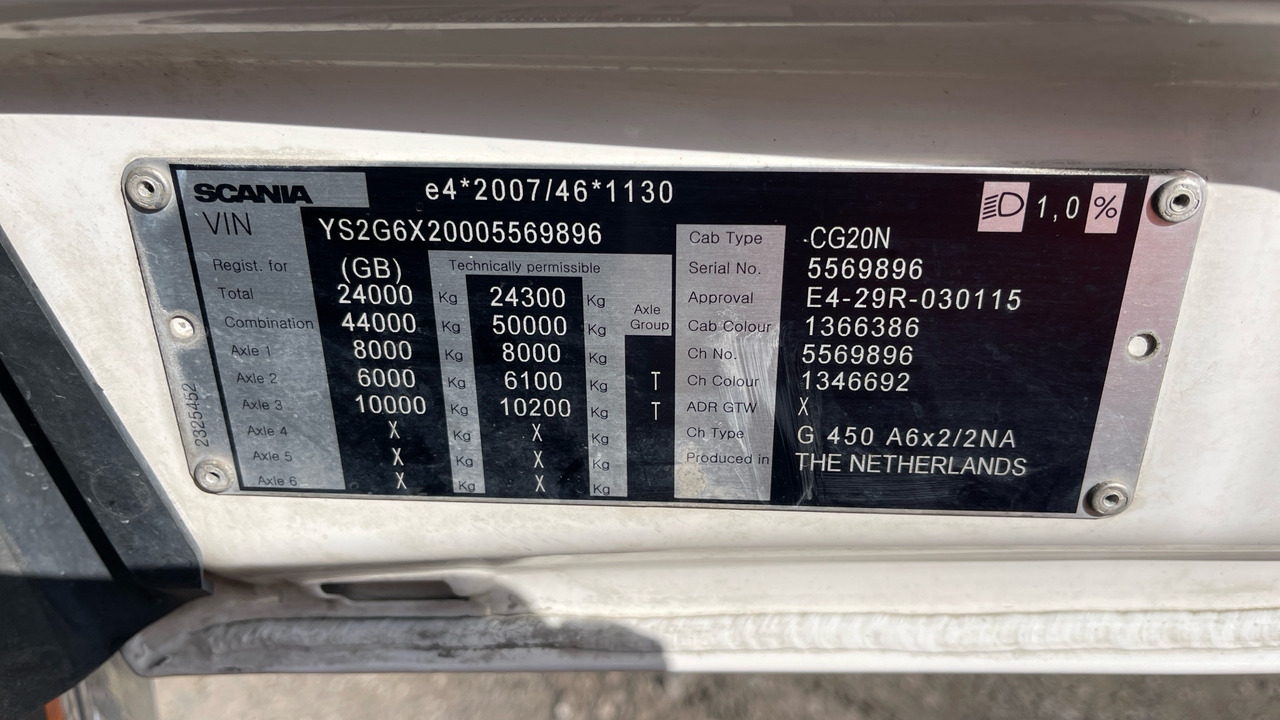 SCANIA e4*2007/46*1130 1,0 %
VIN YS2G6X20005569896
Regist. for (GB) Technically permissible
Total 24000 Kg 24300 Kg Axle Group
Combination 44000 Kg 50000 Kg
Axle 1 8000 Kg 8000 Kg
Axle 2 6000 Kg 6100 Kg T
Axle 3 10000 Kg 10200 Kg T
Axle 4 X Kg X Kg
Axle 5 X Kg X Kg
Axle 6 X Kg X Kg
2325452
Cab Type CG20N
Serial No. 5569896
Approval E4-29R-030115
Cab Colour 1366386
Ch No. 5569896
Ch Colour 1346692
ADR GTW X
Ch Type G 450 A6x2/2NA
Produced in THE NETHERLANDS